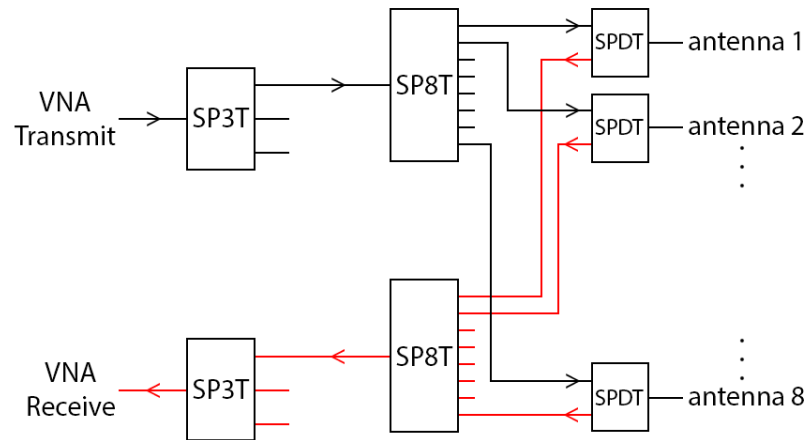 SPDT
antenna 1
VNA
Transmit
SP3T
SP8T
SPDT
antenna 2
VNA
Receive
SP3T
SP8T
SPDT
antenna 8